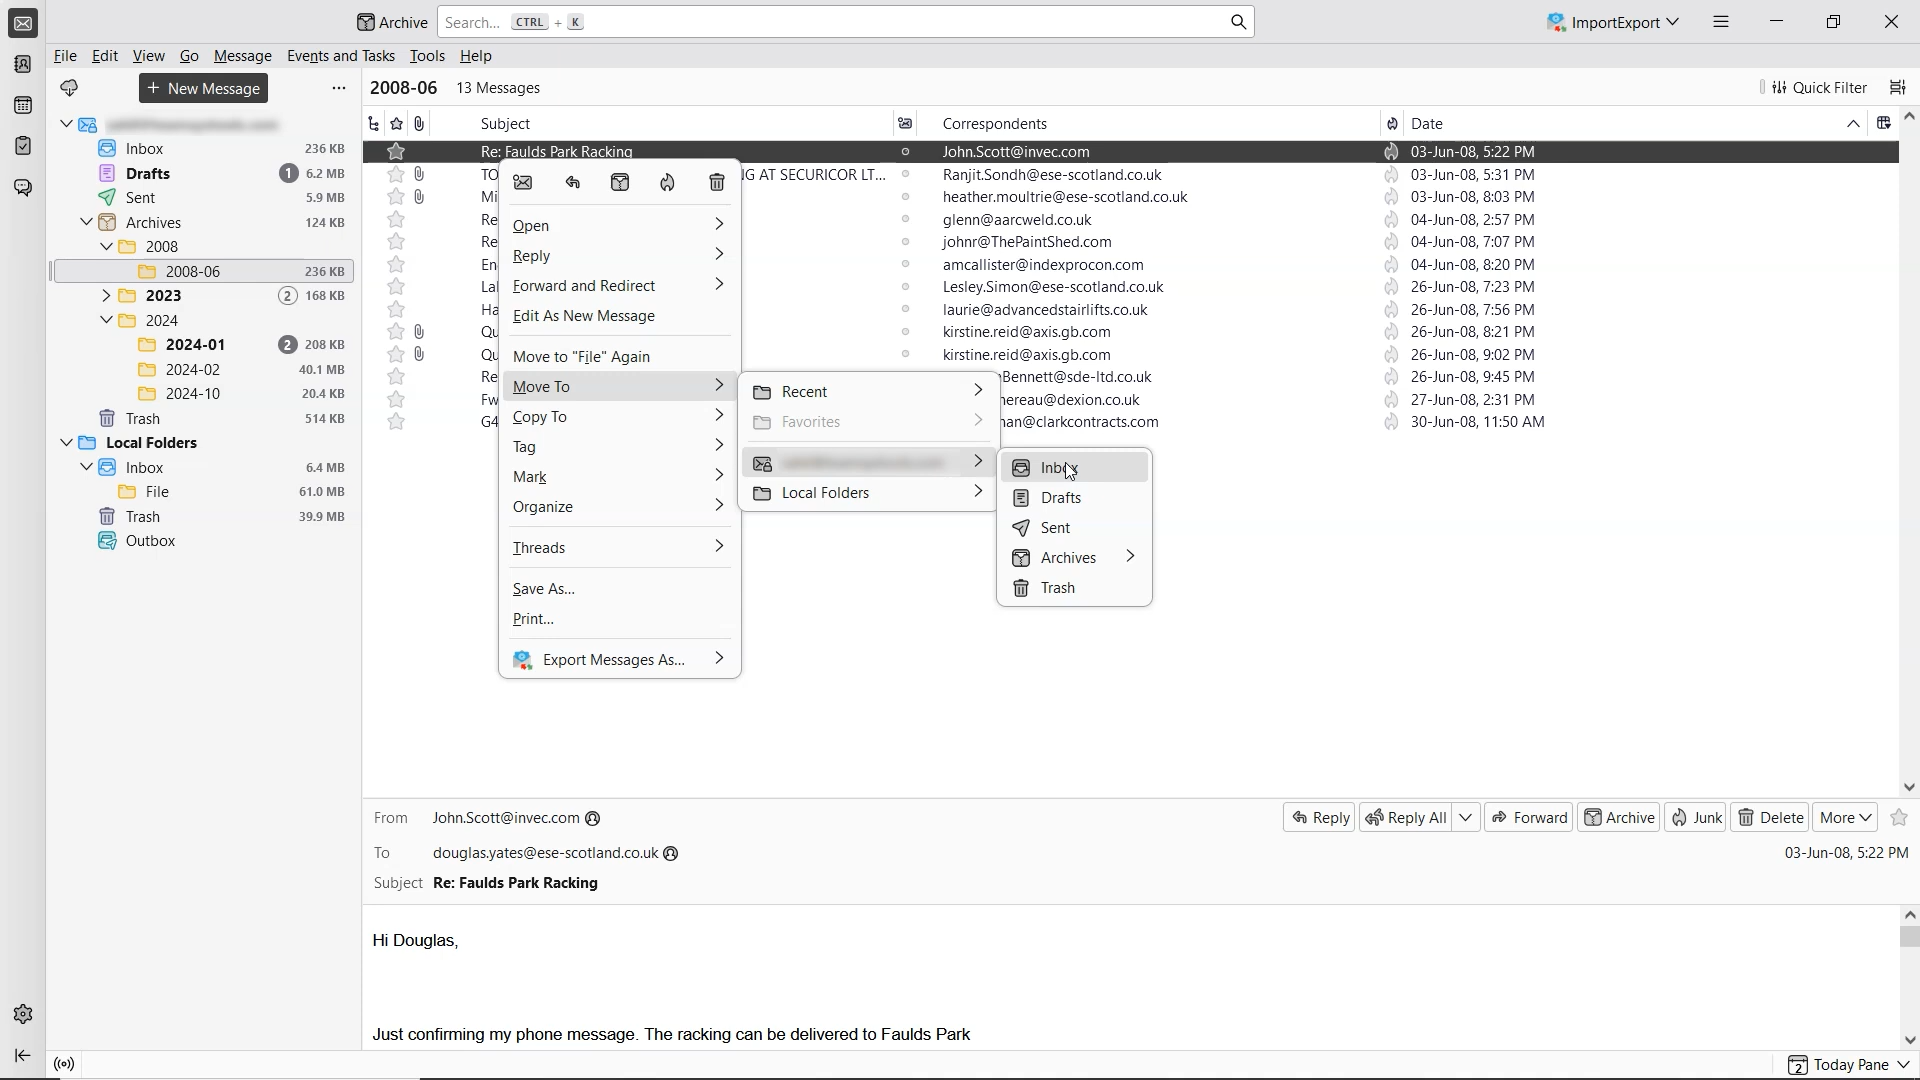 Archive Search... CTRL + K ImportExport
File Edit View Go Message Events and Tasks Tools Help
+ New Message ...
2008-06 13 Messages Quick Filter
Subject Correspondents Date
Inbox 236 KB
Drafts 1 6.2 MB
Sent 5.9 MB
Archives 124 KB
2008
2008-06 236 KB
2023 2 168 KB
2024
2024-01 2 208 KB
2024-02 40.1 MB
2024-10 20.4 KB
Trash 514 KB
Local Folders
Inbox 6.4 MB
File 61.0 MB
Trash 39.9 MB
Outbox
Re: Faulds Park Racking John.Scott@invec.com 03-Jun-08, 5:22 PM
TO IG AT SECURICOR LT... Ranjit.Sondh@ese-scotland.co.uk 03-Jun-08, 5:31 PM
Mi heather.moultrie@ese-scotland.co.uk 03-Jun-08, 8:03 PM
Re glenn@aarcweld.co.uk 04-Jun-08, 2:57 PM
Re johnr@ThePaintShed.com 04-Jun-08, 7:07 PM
En amcallister@indexprocon.com 04-Jun-08, 8:20 PM
Lal Lesley.Simon@ese-scotland.co.uk 26-Jun-08, 7:23 PM
Ha laurie@advancedstairlifts.co.uk 26-Jun-08, 7:56 PM
Qu kirstine.reid@axis.gb.com 26-Jun-08, 8:21 PM
Qu kirstine.reid@axis.gb.com 26-Jun-08, 9:02 PM
Re Bennett@sde-ltd.co.uk 26-Jun-08, 9:45 PM
Fw hereau@dexion.co.uk 27-Jun-08, 2:31 PM
G4 nan@clarkcontracts.com 30-Jun-08, 11:50 AM
Open
Reply
Forward and Redirect
Edit As New Message
Move to "File" Again
Move To
Copy To
Tag
Mark
Organize
Threads
Save As...
Print...
Export Messages As...
Recent
Favorites
Local Folders
Inbox
Drafts
Sent
Archives
Trash
From John.Scott@invec.com Reply Reply All Forward Archive Junk Delete More
To douglas.yates@ese-scotland.co.uk 03-Jun-08, 5:22 PM
Subject Re: Faulds Park Racking
Hi Douglas,
Just confirming my phone message. The racking can be delivered to Faulds Park
2 Today Pane